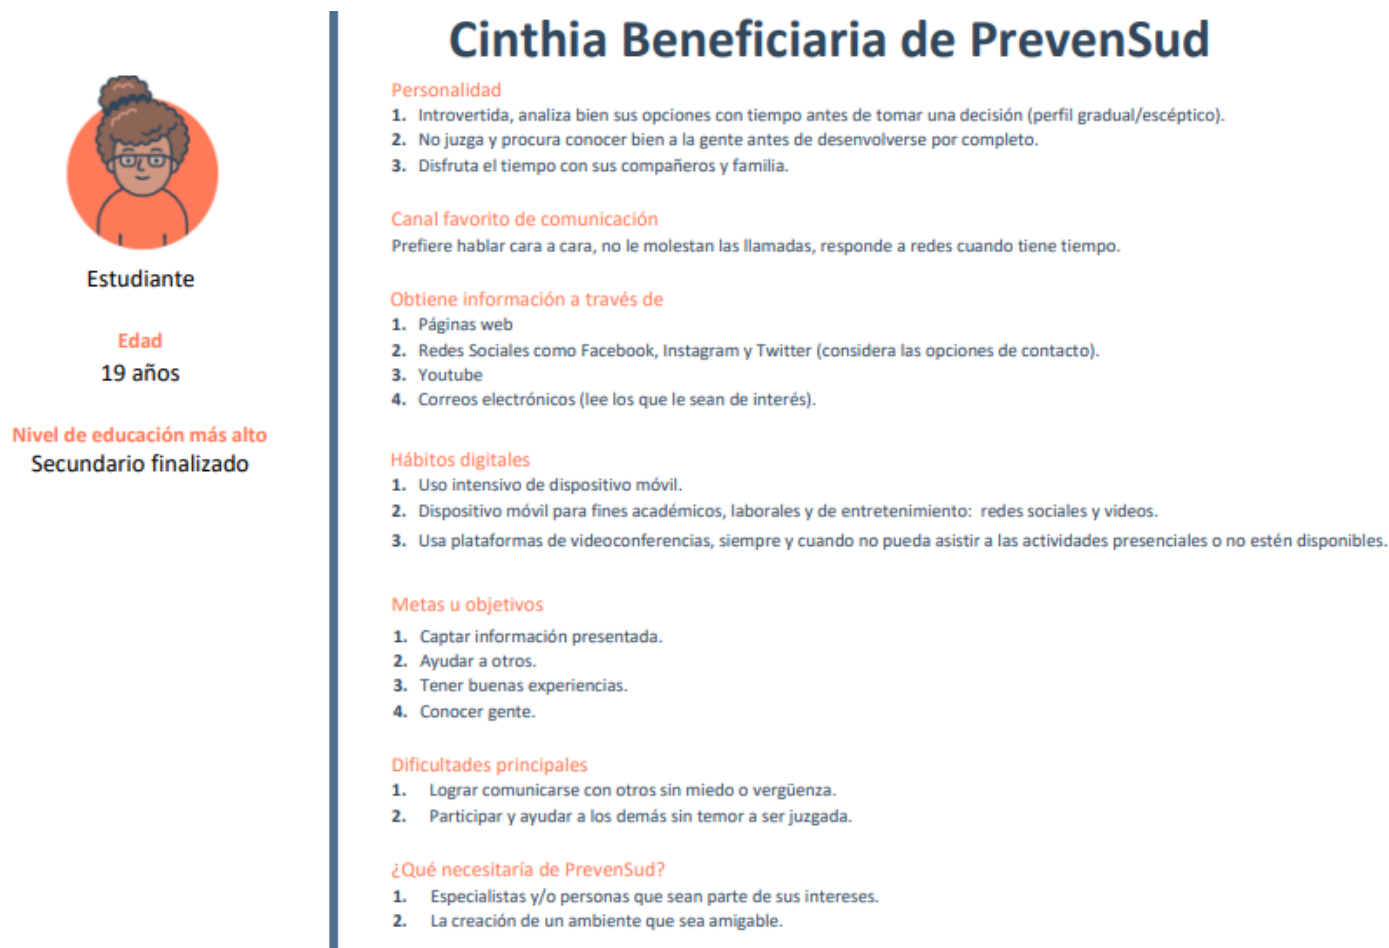 Cinthia Beneficiaria de PrevenSud
Estudiante
Edad
19 años
Nivel de educación más alto
Secundario finalizado
Personalidad
1. Introvertida, analiza bien sus opciones con tiempo antes de tomar una decisión (perfil gradual/escéptico).
2. No juzga y procura conocer bien a la gente antes de desenvolverse por completo.
3. Disfruta el tiempo con sus compañeros y familia.
Canal favorito de comunicación
Prefiere hablar cara a cara, no le molestan las llamadas, responde a redes cuando tiene tiempo.
Obtiene información a través de
1. Páginas web
2. Redes Sociales como Facebook, Instagram y Twitter (considera las opciones de contacto).
3. Youtube
4. Correos electrónicos (lee los que le sean de interés).
Hábitos digitales
1. Uso intensivo de dispositivo móvil.
2. Dispositivo móvil para fines académicos, laborales y de entretenimiento: redes sociales y videos.
3. Usa plataformas de videoconferencias, siempre y cuando no pueda asistir a las actividades presenciales o no estén disponibles.
Metas u objetivos
1. Captar información presentada.
2. Ayudar a otros.
3. Tener buenas experiencias.
4. Conocer gente.
Dificultades principales
1. Lograr comunicarse con otros sin miedo o vergüenza.
2. Participar y ayudar a los demás sin temor a ser juzgada.
¿Qué necesitaría de PrevenSud?
1. Especialistas y/o personas que sean parte de sus intereses.
2. La creación de un ambiente que sea amigable.